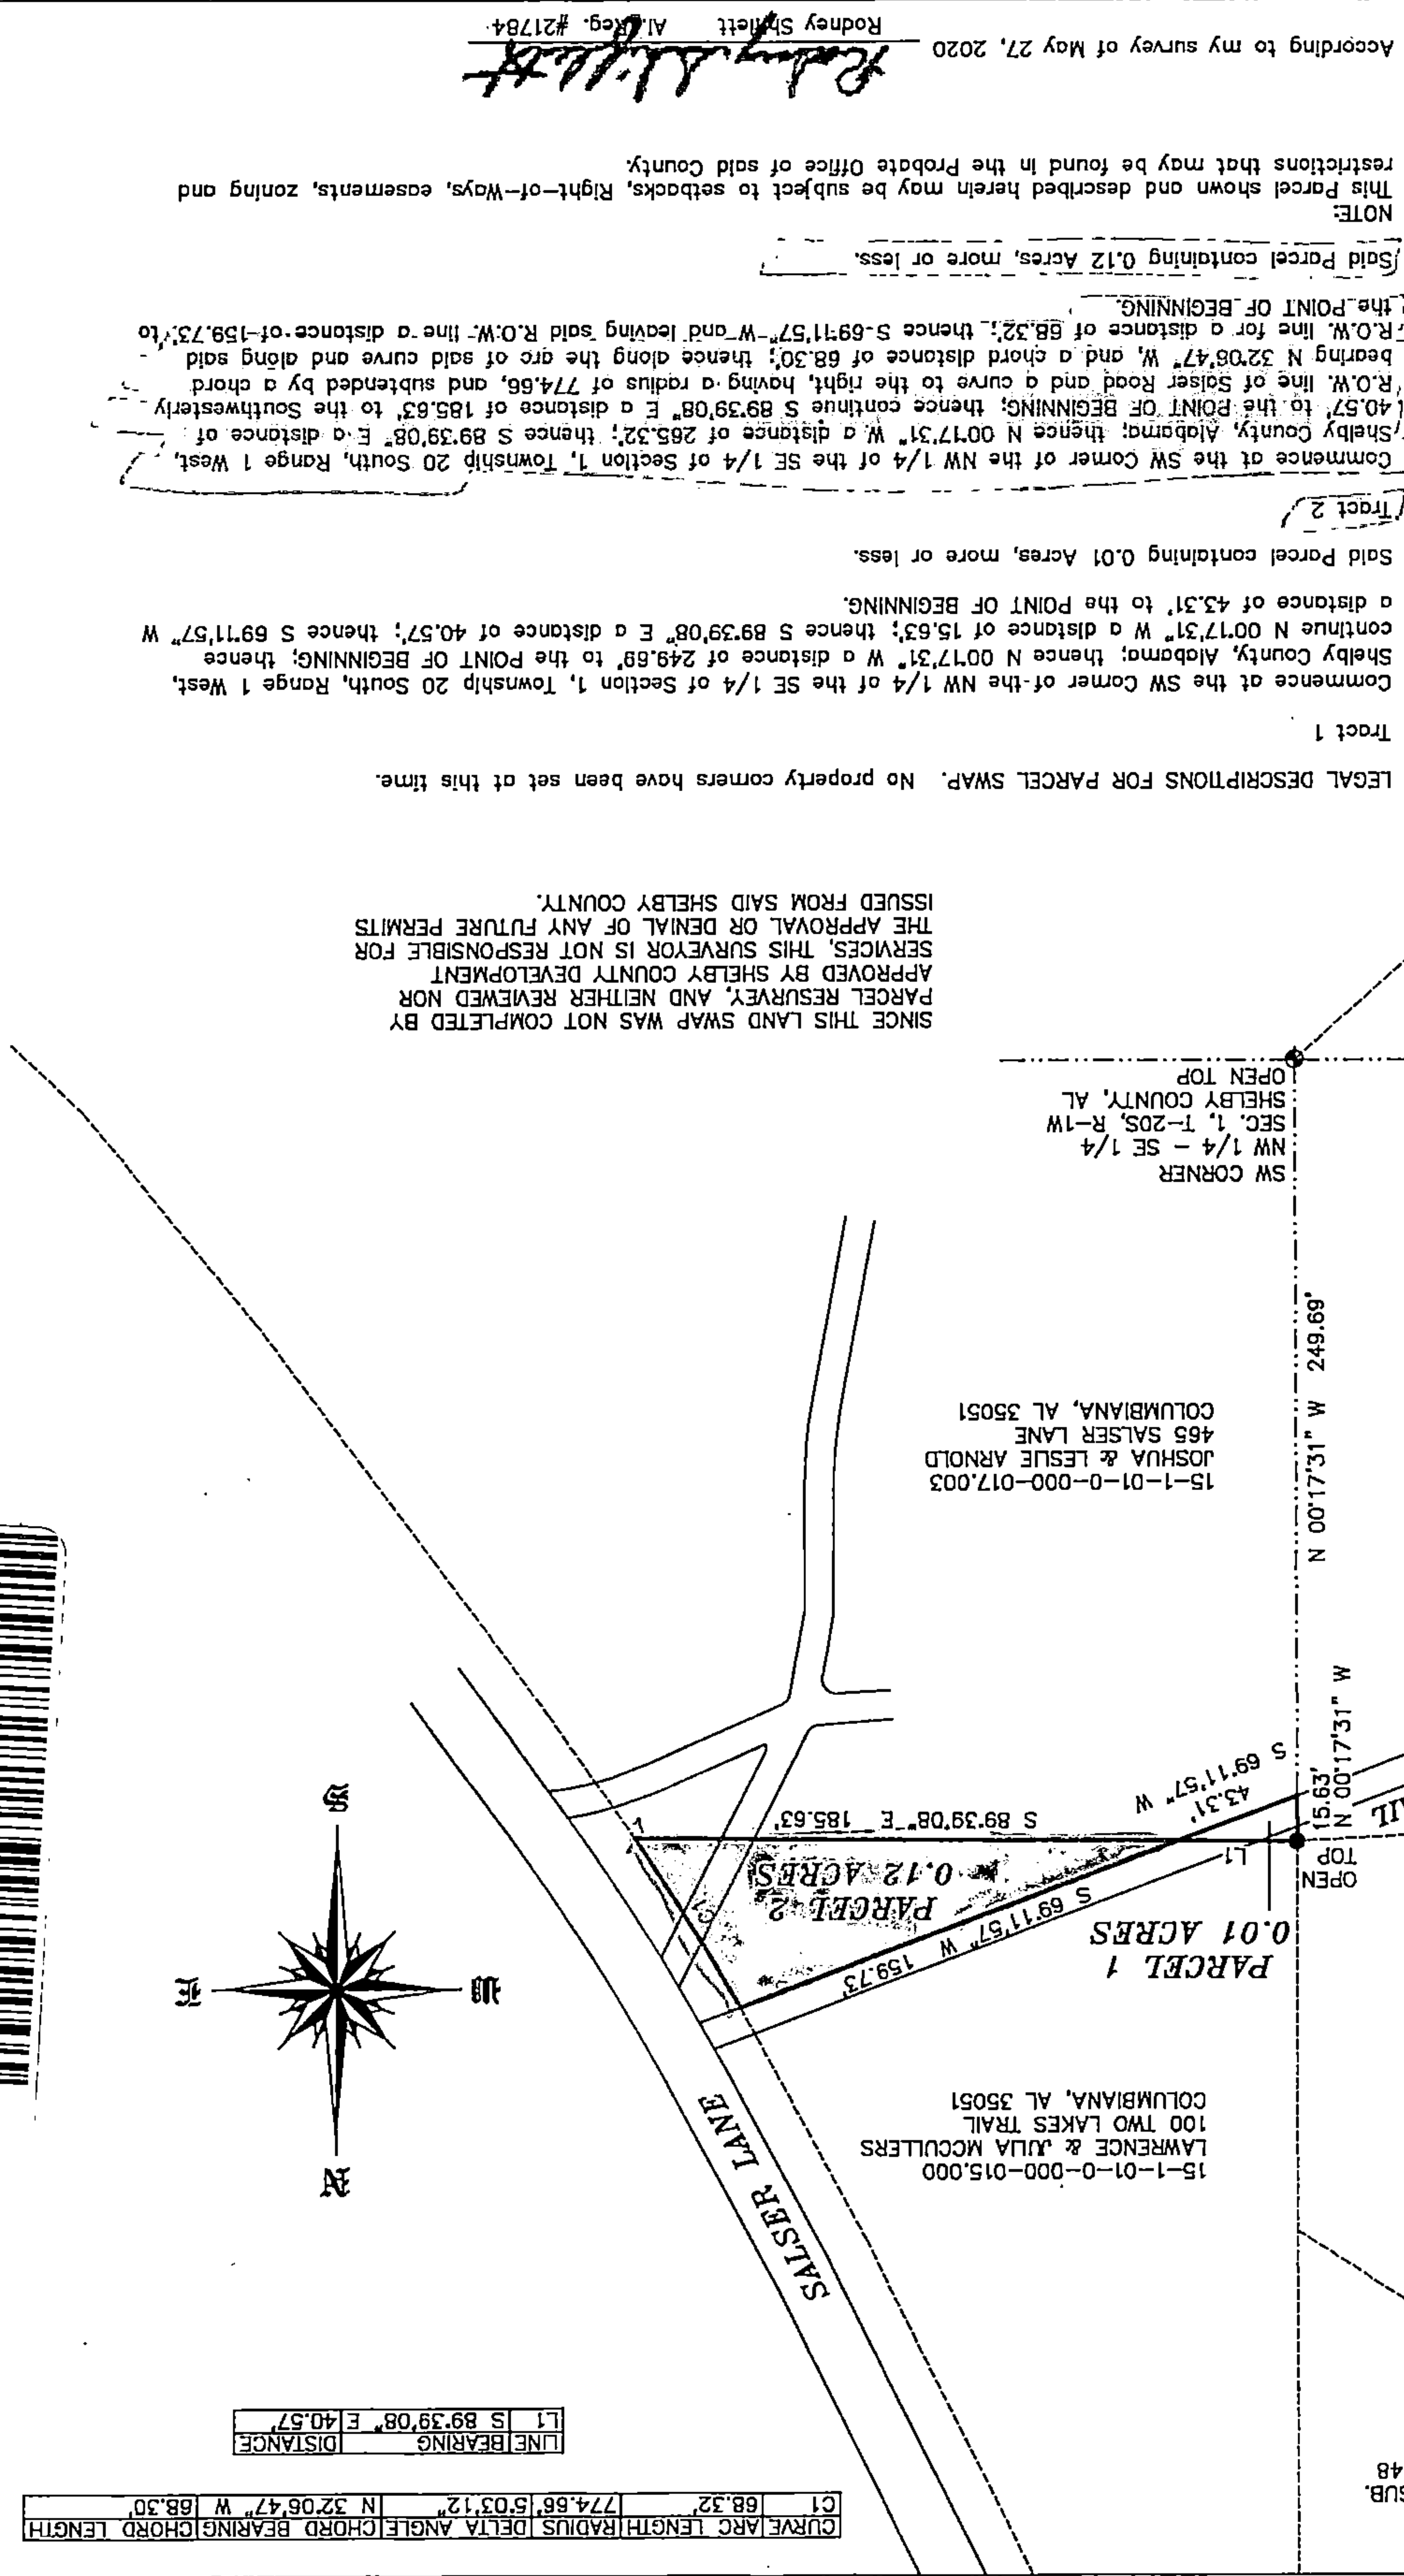 CURVE ARC LENGTH RADIUS DELTA ANGLE CHORD BEARING CHORD LENGTH
C1 68.32' 774.66' 5°03'12" N 32°06'47" W 68.30'
LINE BEARING DISTANCE
L1 S 89°39'08" E 40.57'
SUB.
48
SALSER LANE
15-1-01-0-000-015.000
LAWRENCE & JULIA MCCULLERS
100 TWO LAKES TRAIL
COLUMBIANA, AL 35051
N
W
E
S
PARCEL 1
0.01 ACRES
S 69°11'57" W 159.73'
PARCEL 2
0.12 ACRES
C1
OPEN
TOP
L1
S 89°39'08" E 185.63'
15.63'
N 00°17'31" W
43.31'
S 69°11'57" W
15-1-01-0-000-017.003
JOSHUA & LESLIE ARNOLD
465 SALSER LANE
COLUMBIANA, AL 35051
N 00°17'31" W 249.69'
SW CORNER
NW 1/4 - SE 1/4
SEC. 1, T-20S, R-1W
SHELBY COUNTY, AL
OPEN TOP
SINCE THIS LAND SWAP WAS NOT COMPLETED BY
PARCEL RESURVEY, AND NEITHER REVIEWED NOR
APPROVED BY SHELBY COUNTY DEVELOPMENT
SERVICES, THIS SURVEYOR IS NOT RESPONSIBLE FOR
THE APPROVAL OR DENIAL OF ANY FUTURE PERMITS
ISSUED FROM SAID SHELBY COUNTY.
LEGAL DESCRIPTIONS FOR PARCEL SWAP. No property corners have been set at this time.
Tract 1
Commence at the SW Corner of the NW 1/4 of the SE 1/4 of Section 1, Township 20 South, Range 1 West,
Shelby County, Alabama; thence N 00°17'31" W a distance of 249.69' to the POINT OF BEGINNING; thence
continue N 00°17'31" W a distance of 15.63'; thence S 89°39'08" E a distance of 40.57'; thence S 69°11'57" W
a distance of 43.31' to the POINT OF BEGINNING.
Said Parcel containing 0.01 Acres, more or less.
Tract 2
Commence at the SW Corner of the NW 1/4 of the SE 1/4 of Section 1, Township 20 South, Range 1 West,
Shelby County, Alabama; thence N 00°17'31" W a distance of 265.32'; thence S 89°39'08" E a distance of
40.57' to the POINT OF BEGINNING; thence continue S 89°39'08" E a distance of 185.63' to the Southwesterly
R.O.W. line of Salser Road and a curve to the right, having a radius of 774.66, and subtended by a chord
bearing N 32°06'47" W, and a chord distance of 68.30'; thence along the arc of said curve and along said
R.O.W. line for a distance of 68.32'; thence S 69°11'57" W and leaving said R.O.W. line a distance of 159.73' to
the POINT OF BEGINNING.
Said Parcel containing 0.12 Acres, more or less.
NOTE:
This Parcel shown and described herein may be subject to setbacks, Right-of-Ways, easements, zoning and
restrictions that may be found in the Probate Office of said County.
According to my survey of May 27, 2020
Rodney Shiflett
Rodney Shiflett Al. Reg. #21784